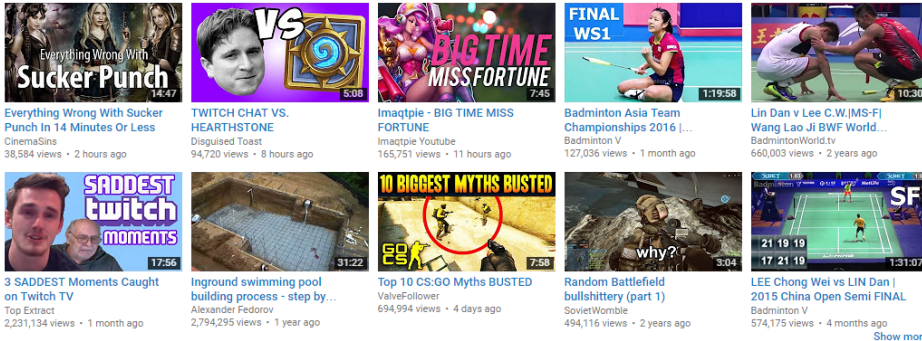 Everything Wrong With
Sucker Punch
14:47
VS
5:08
BIG TIME
MISS FORTUNE
7:45
FINAL
WS1
1:19:58
10:30
Everything Wrong With Sucker
Punch In 14 Minutes Or Less
CinemaSins
38,584 views • 2 hours ago
TWITCH CHAT VS.
HEARTHSTONE
Disguised Toast
94,720 views • 8 hours ago
Imaqtpie - BIG TIME MISS
FORTUNE
Imaqtpie Youtube
165,751 views • 11 hours ago
Badminton Asia Team
Championships 2016 |...
Badminton V
127,036 views • 1 month ago
Lin Dan v Lee C.W.|MS-F|
Wang Lao Ji BWF World...
BadmintonWorld.tv
660,003 views • 2 years ago
SADDEST
twitch
MOMENTS
17:56
31:22
10 BIGGEST MYTHS BUSTED
CS
GO
7:58
why?
3:04
Badminton
SF
21 19 19
17 21 21
1:31:07
3 SADDEST Moments Caught
on Twitch TV
Top Extract
2,231,134 views • 1 month ago
Inground swimming pool
building process - step by...
Alexander Fedorov
2,794,295 views • 1 year ago
Top 10 CS:GO Myths BUSTED
ValveFollower
694,994 views • 4 days ago
Random Battlefield
bullshittery (part 1)
SovietWomble
494,116 views • 2 years ago
LEE Chong Wei vs LIN Dan |
2015 China Open Semi FINAL
Badminton V
574,175 views • 4 months ago
Show mor